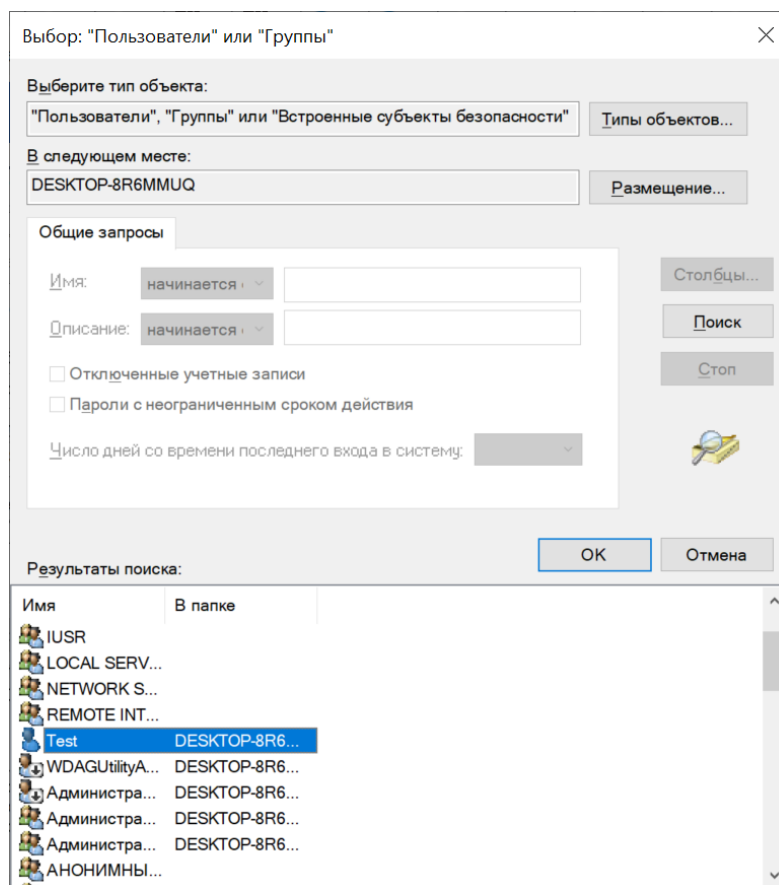 Выбор: "Пользователи" или "Группы"
Выберите тип объекта:
"Пользователи", "Группы" или "Встроенные субъекты безопасности"
Типы объектов...
В следующем месте:
DESKTOP-8R6MMUQ
Размещение...
Общие запросы
Имя:
начинается
Столбцы...
Описание:
начинается
Поиск
Отключенные учетные записи
Стоп
Пароли с неограниченным сроком действия
Число дней со времени последнего входа в систему:
OK
Отмена
Результаты поиска:
Имя В папке
IUSR
LOCAL SERV...
NETWORK S...
REMOTE INT...
Test DESKTOP-8R6...
WDAGUtilityA... DESKTOP-8R6...
Администра... DESKTOP-8R6...
Администра... DESKTOP-8R6...
Администра... DESKTOP-8R6...
АНОНИМНЫ...